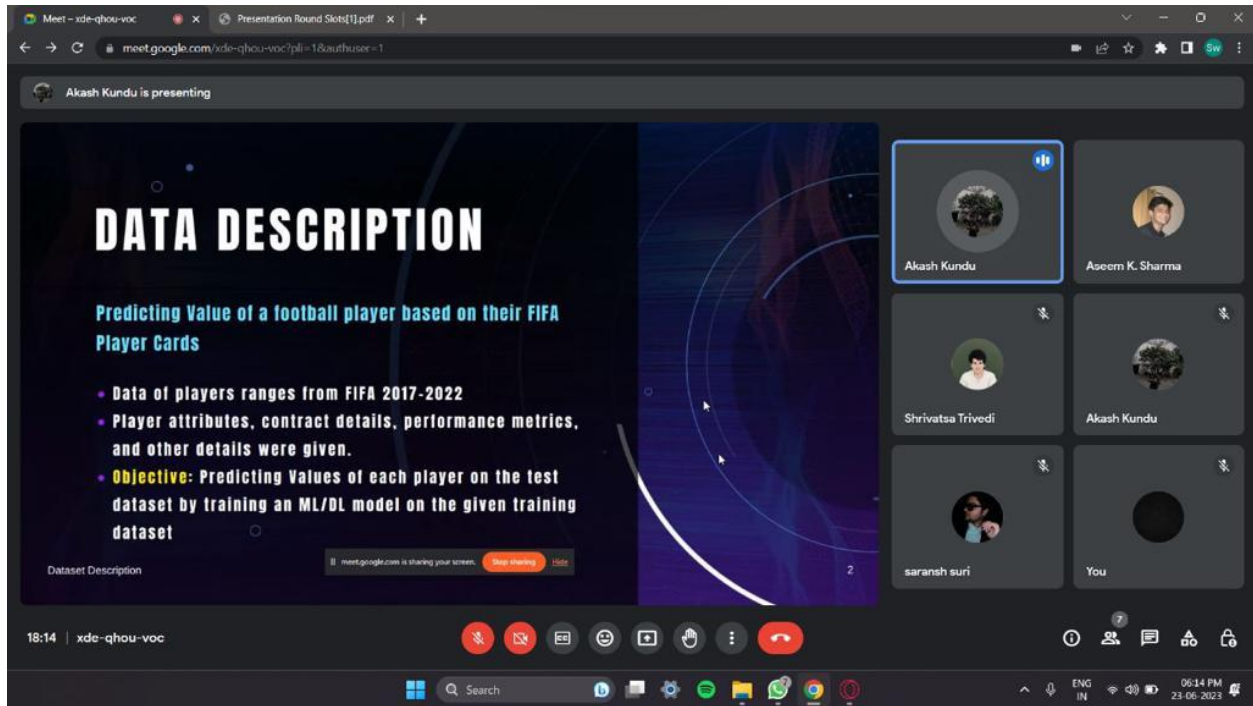 Meet – xde-qhou-voc
Presentation Round Slots[1].pdf
meet.google.com/xde-qhou-voc?pli=1&authuser=1
Sw
Akash Kundu is presenting
DATA DESCRIPTION
Predicting Value of a football player based on their FIFA
Player Cards
• Data of players ranges from FIFA 2017-2022
• Player attributes, contract details, performance metrics,
and other details were given.
• Objective: Predicting Values of each player on the test
dataset by training an ML/DL model on the given training
dataset
meet.google.com is sharing your screen.
Stop sharing
Hide
Dataset Description
2
Akash Kundu
Aseem K. Sharma
Shrivatsa Trivedi
Akash Kundu
saransh suri
You
18:14 | xde-qhou-voc
CC
7
Search
ENG
IN
06:14 PM
23-06-2023